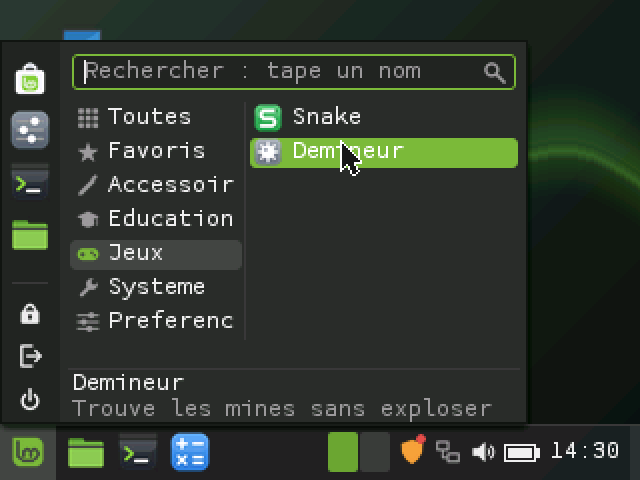 Rechercher : tape un nom
Toutes
Favoris
Accessoir
Education
Jeux
Systeme
Preferenc
Snake
Demineur
Demineur
Trouve les mines sans exploser
14:30